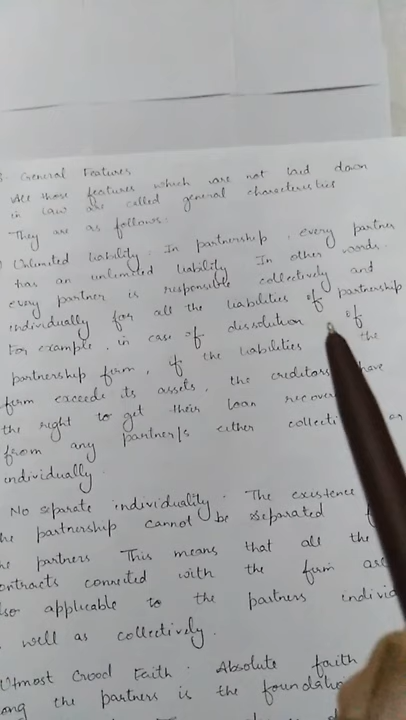 General Features
All those features which are not laid down
in law are called general characteristics
They are as follows:
Unlimited liability: In partnership, every partner
has an unlimited liability In other words.
every partner is responsible collectively and
individually for all the liabilities of partnership
For example, in case of dissolution of
partnership firm, if the liabilities the
firm exceeds its assets, the creditors have
the right to get their loan
from any partner/s either or
individually.
No separate individuality: The existence
the partnership cannot be separated
the partners This means that all the
contracts connected with the firm are
also applicable to the partners
well as collectively.
Utmost Good Faith: Absolute faith
among the partners is the